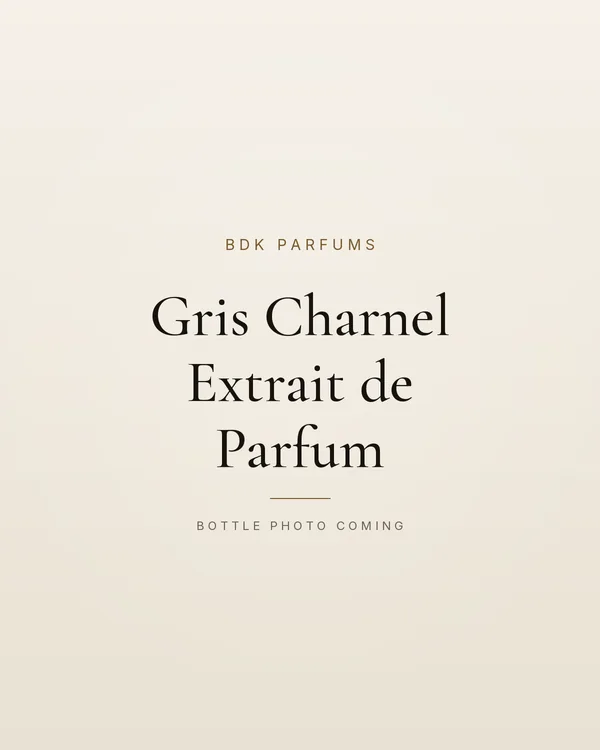 BDK PARFUMS
Gris Charnel
Extrait de
Parfum
BOTTLE PHOTO COMING